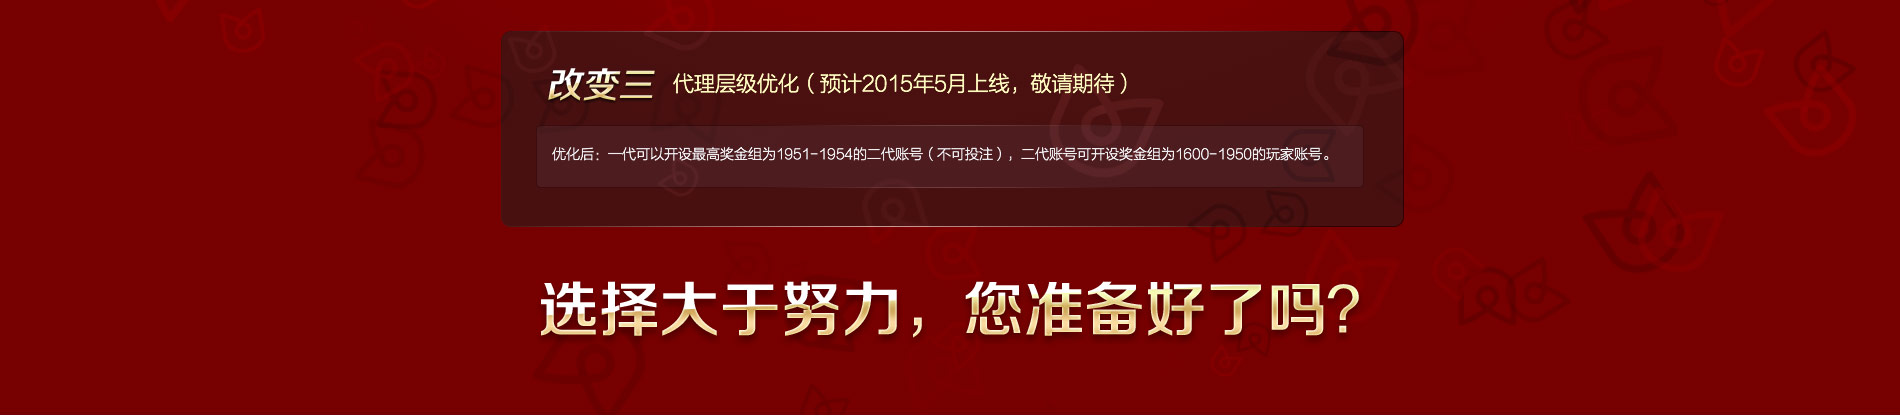 改变三 代理层级优化（预计2015年5月上线，敬请期待）
优化后：一代可以开设最高奖金组为1951-1954的二代账号（不可投注），二代账号可开设奖金组为1600-1950的玩家账号。
选择大于努力，您准备好了吗？